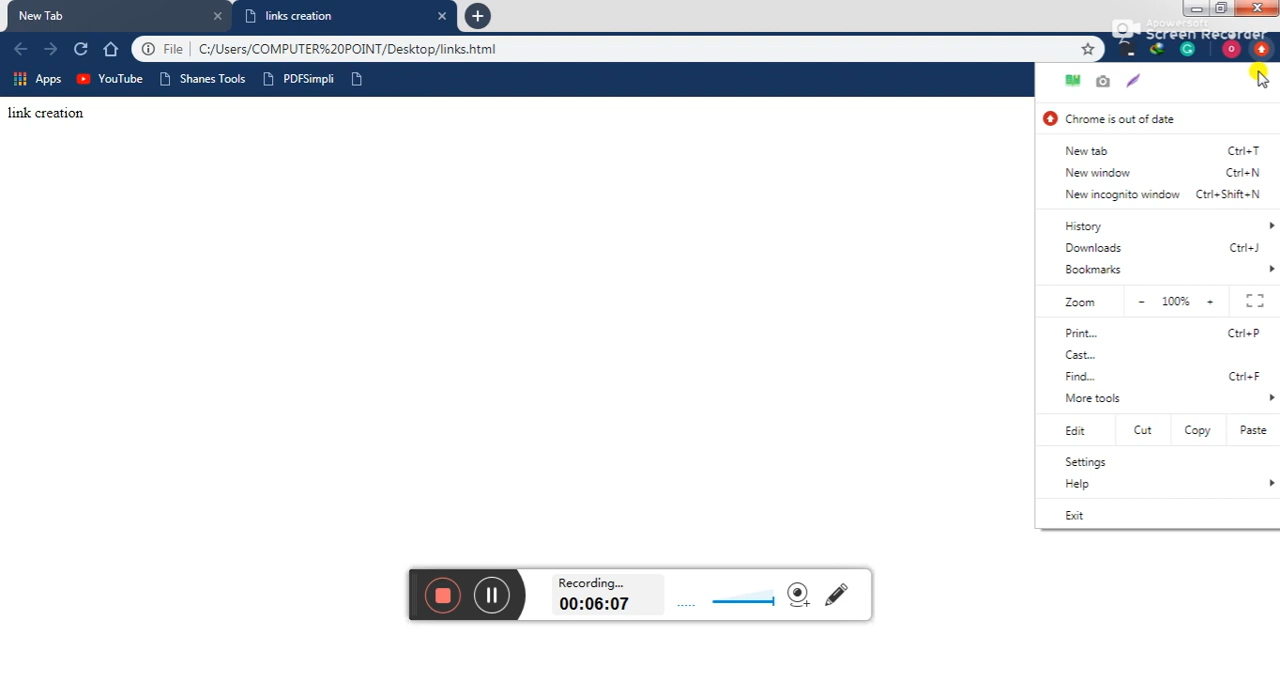 New Tab
links creation
Apowersoft
Screen Recorder
File
C:/Users/COMPUTER%20POINT/Desktop/links.html
Apps
YouTube
Shanes Tools
PDFSimpli
link creation
Chrome is out of date
New tab Ctrl+T
New window Ctrl+N
New incognito window Ctrl+Shift+N
History
Downloads Ctrl+J
Bookmarks
Zoom - 100% +
Print... Ctrl+P
Cast...
Find... Ctrl+F
More tools
Edit Cut Copy Paste
Settings
Help
Exit
Recording...
00:06:07